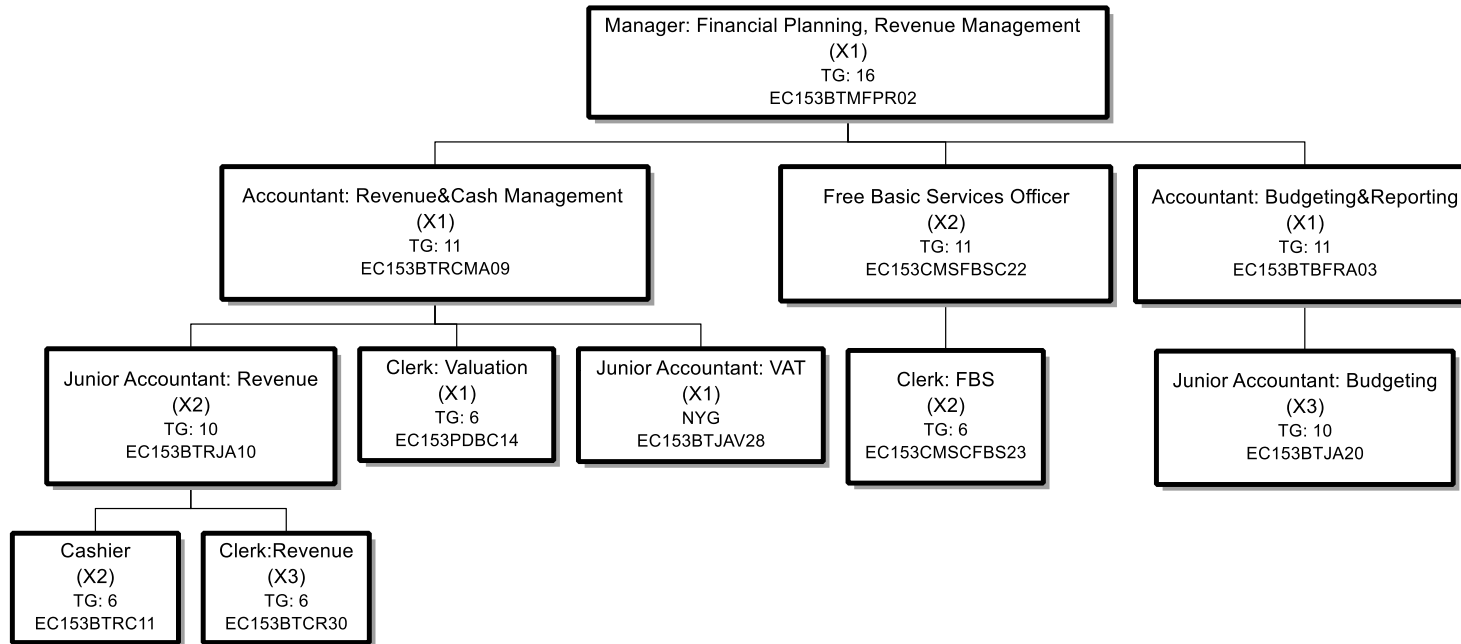 Manager: Financial Planning, Revenue Management
(X1)
TG: 16
EC153BTMFPR02
Accountant: Revenue&Cash Management
(X1)
TG: 11
EC153BTRCMA09
Free Basic Services Officer
(X2)
TG: 11
EC153CMSFBSC22
Accountant: Budgeting&Reporting
(X1)
TG: 11
EC153BTBFRA03
Junior Accountant: Revenue
(X2)
TG: 10
EC153BTRJA10
Clerk: Valuation
(X1)
TG: 6
EC153PDBC14
Junior Accountant: VAT
(X1)
NYG
EC153BTJAV28
Clerk: FBS
(X2)
TG: 6
EC153CMSCFBS23
Junior Accountant: Budgeting
(X3)
TG: 10
EC153BTJA20
Cashier
(X2)
TG: 6
EC153BTRC11
Clerk:Revenue
(X3)
TG: 6
EC153BTCR30